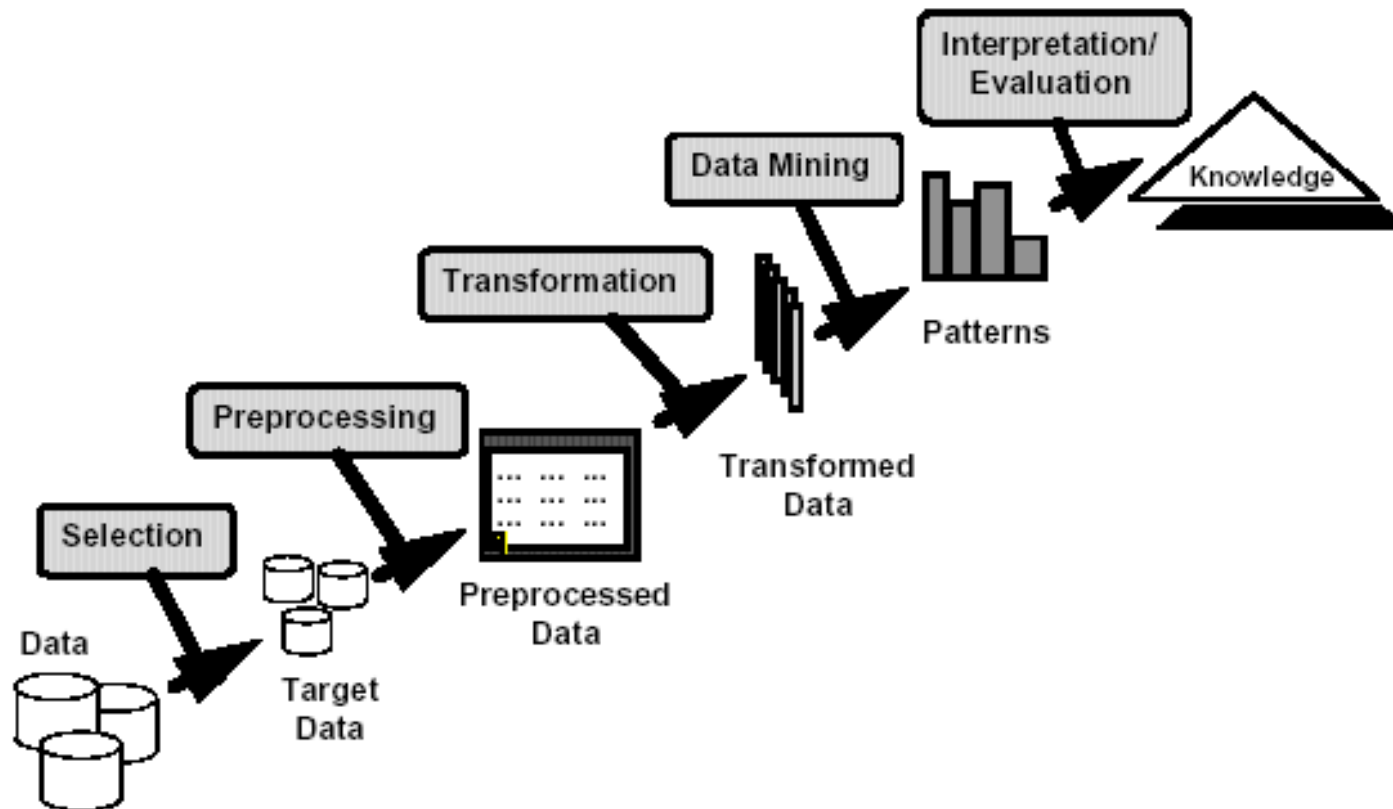 Interpretation/
Evaluation
Knowledge
Data Mining
Patterns
Transformation
Transformed
Data
Preprocessing
... ... ...
... ... ...
... ... ...
Preprocessed
Data
Selection
Target
Data
Data